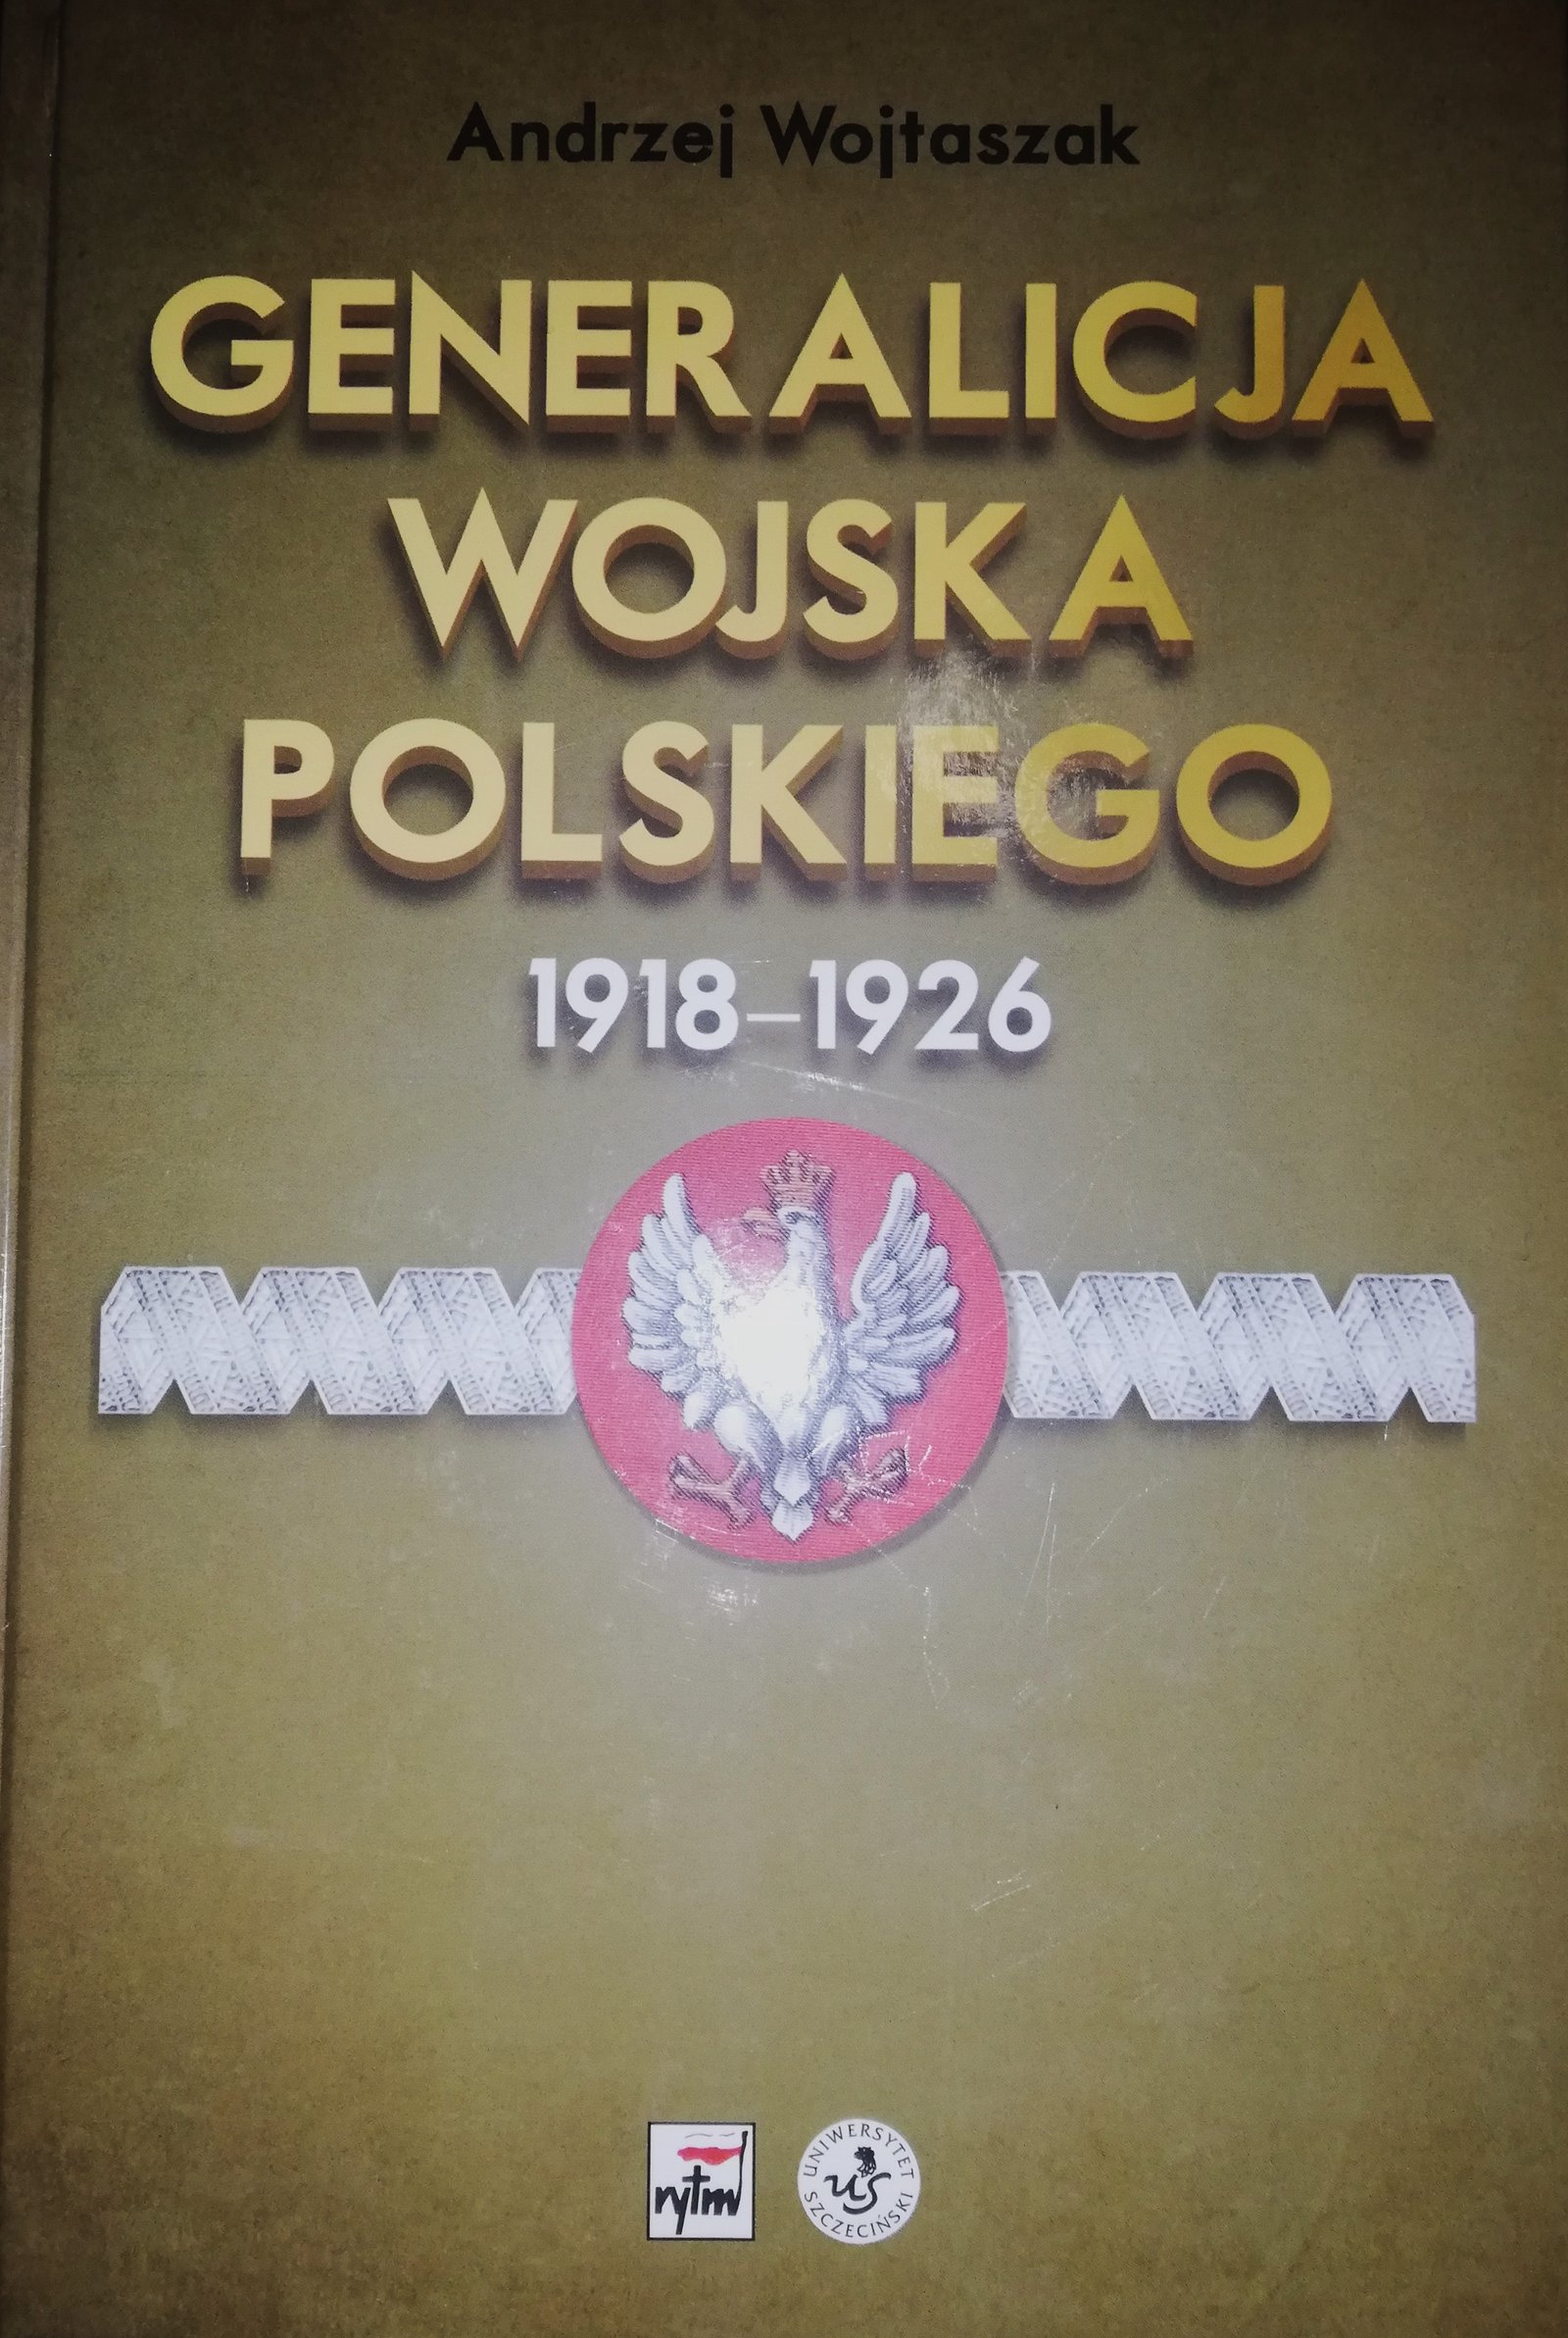 Andrzej Wojtaszak
GENERALICJA
WOJSKA
POLSKIEGO
1918–1926
rytm
UNIWERSYTET
US
SZCZECIŃSKI